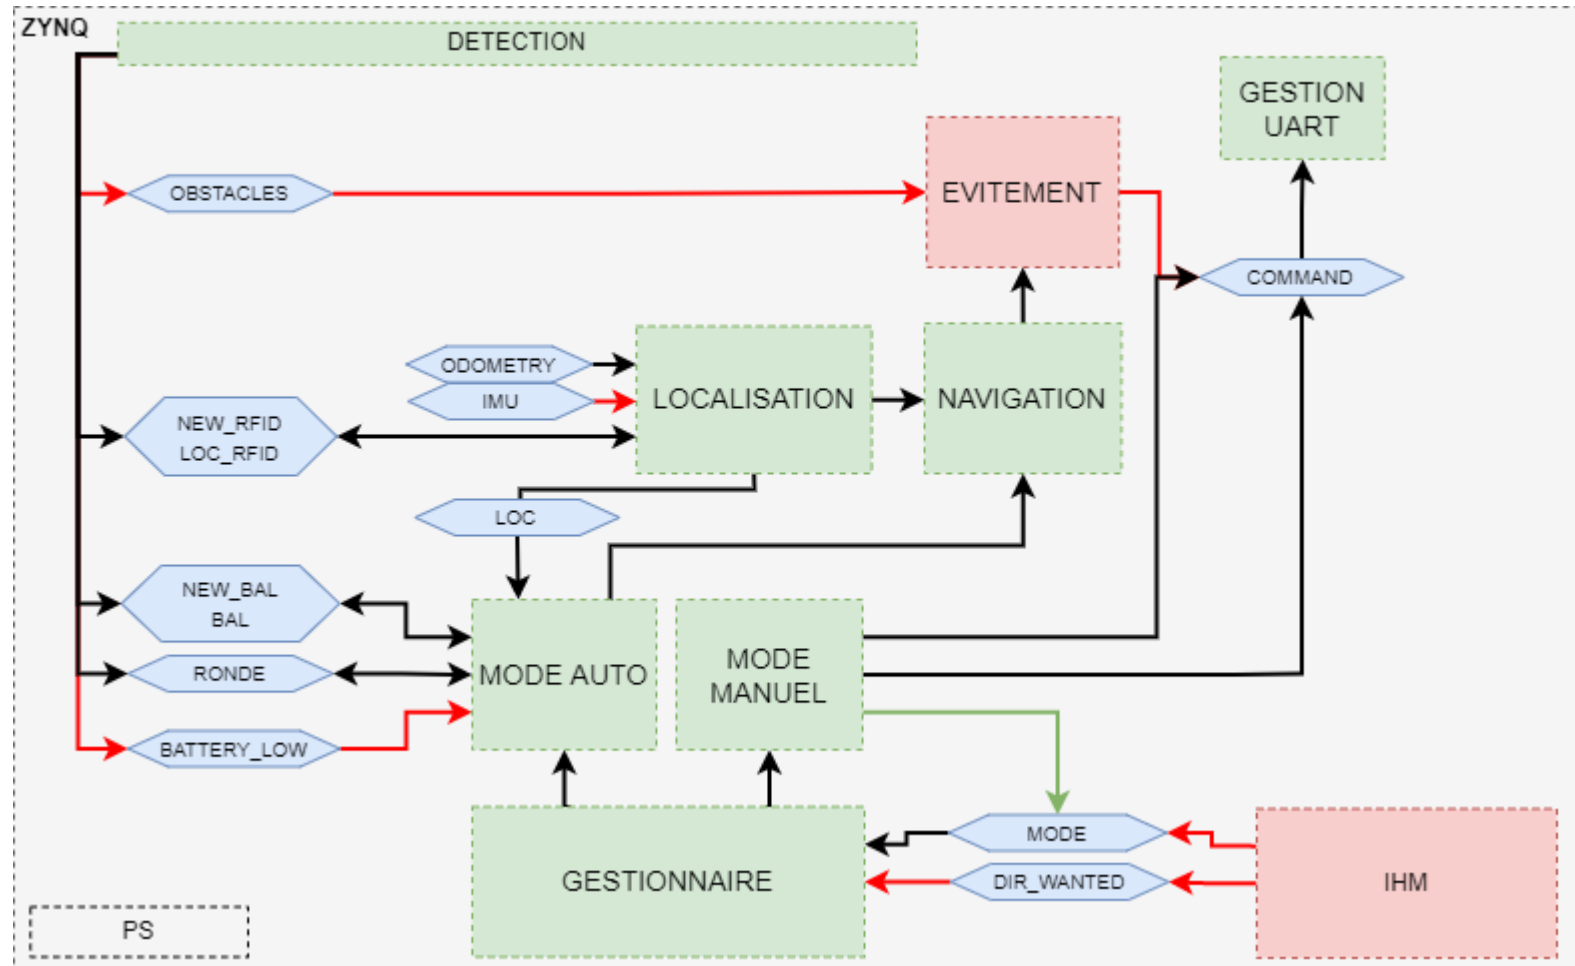 ZYNQ
DETECTION
GESTION
UART
OBSTACLES
EVITEMENT
COMMAND
ODOMETRY
IMU
LOCALISATION
NAVIGATION
NEW_RFID
LOC_RFID
LOC
NEW_BAL
BAL
RONDE
MODE AUTO
MODE
MANUEL
BATTERY_LOW
MODE
DIR_WANTED
GESTIONNAIRE
IHM
PS